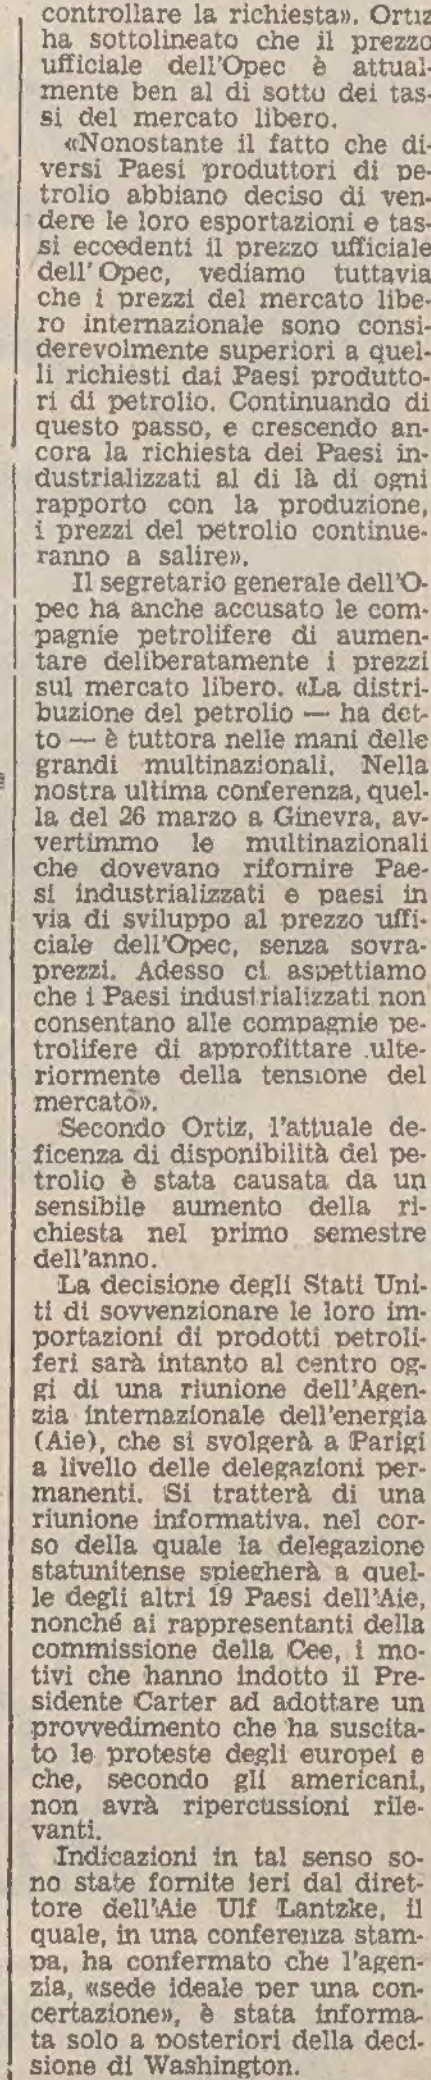 controllare la richiesta». Ortiz
ha sottolineato che il prezzo
ufficiale dell'Opec è attual-
mente ben al di sotto dei tas-
si del mercato libero.
«Nonostante il fatto che di-
versi Paesi produttori di pe-
trolio abbiano deciso di ven-
dere le loro esportazioni e tas-
si eccedenti il prezzo ufficiale
dell'Opec, vediamo tuttavia
che i prezzi del mercato libe-
ro internazionale sono consi-
derevolmente superiori a quel-
li richiesti dai Paesi produtto-
ri di petrolio. Continuando di
questo passo, e crescendo an-
cora la richiesta dei Paesi in-
dustrializzati al di là di ogni
rapporto con la produzione,
i prezzi del petrolio continue-
ranno a salire».
Il segretario generale dell'O-
pec ha anche accusato le com-
pagnie petrolifere di aumen-
tare deliberatamente i prezzi
sul mercato libero. «La distri-
buzione del petrolio — ha det-
to — è tuttora nelle mani delle
grandi multinazionali. Nella
nostra ultima conferenza, quel-
la del 26 marzo a Ginevra, av-
vertimmo le multinazionali
che dovevano rifornire Pae-
si industrializzati e paesi in
via di sviluppo al prezzo uffi-
ciale dell'Opec, senza sovra-
prezzi. Adesso ci aspettiamo
che i Paesi industrializzati non
consentano alle compagnie pe-
trolifere di approfittare ulte-
riormente della tensione del
mercato».
Secondo Ortiz, l'attuale de-
ficenza di disponibilità del pe-
trolio è stata causata da un
sensibile aumento della ri-
chiesta nel primo semestre
dell'anno.
La decisione degli Stati Uni-
ti di sovvenzionare le loro im-
portazioni di prodotti petroli-
feri sarà intanto al centro og-
gi di una riunione dell'Agen-
zia internazionale dell'energia
(Aie), che si svolgerà a Parigi
a livello delle delegazioni per-
manenti. Si tratterà di una
riunione informativa. nel cor-
so della quale la delegazione
statunitense spiegherà a quel-
le degli altri 19 Paesi dell'Aie,
nonché ai rappresentanti della
commissione della Cee, i mo-
tivi che hanno indotto il Pre-
sidente Carter ad adottare un
provvedimento che ha suscita-
to le proteste degli europei e
che, secondo gli americani,
non avrà ripercussioni rile-
vanti.
Indicazioni in tal senso so-
no state fornite ieri dal diret-
tore dell'Aie Ulf Lantzke, il
quale, in una conferenza stam-
pa, ha confermato che l'agen-
zia, «sede ideale per una con-
certazione», è stata informa-
ta solo a posteriori della deci-
sione di Washington.